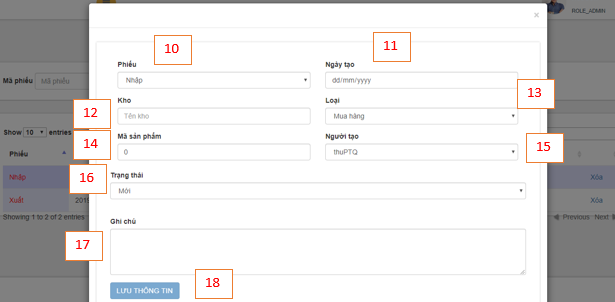 ×
ROLE_ADMIN
10
11
Phiếu
Ngày tạo
Nhập
dd/mm/yyyy
Mã phiếu
Mã phiếu
12
Kho
Loại
13
Tên kho
Mua hàng
Show 10 entries
14
Mã sản phẩm
Người tạo
15
0
thuPTQ
Phiếu
16
Trạng thái
Nhập
Mới
Xóa
Xuất
201
Xóa
Showing 1 to 2 of 2 entries
Previous
Next
Ghi chú
17
LƯU THÔNG TIN
18